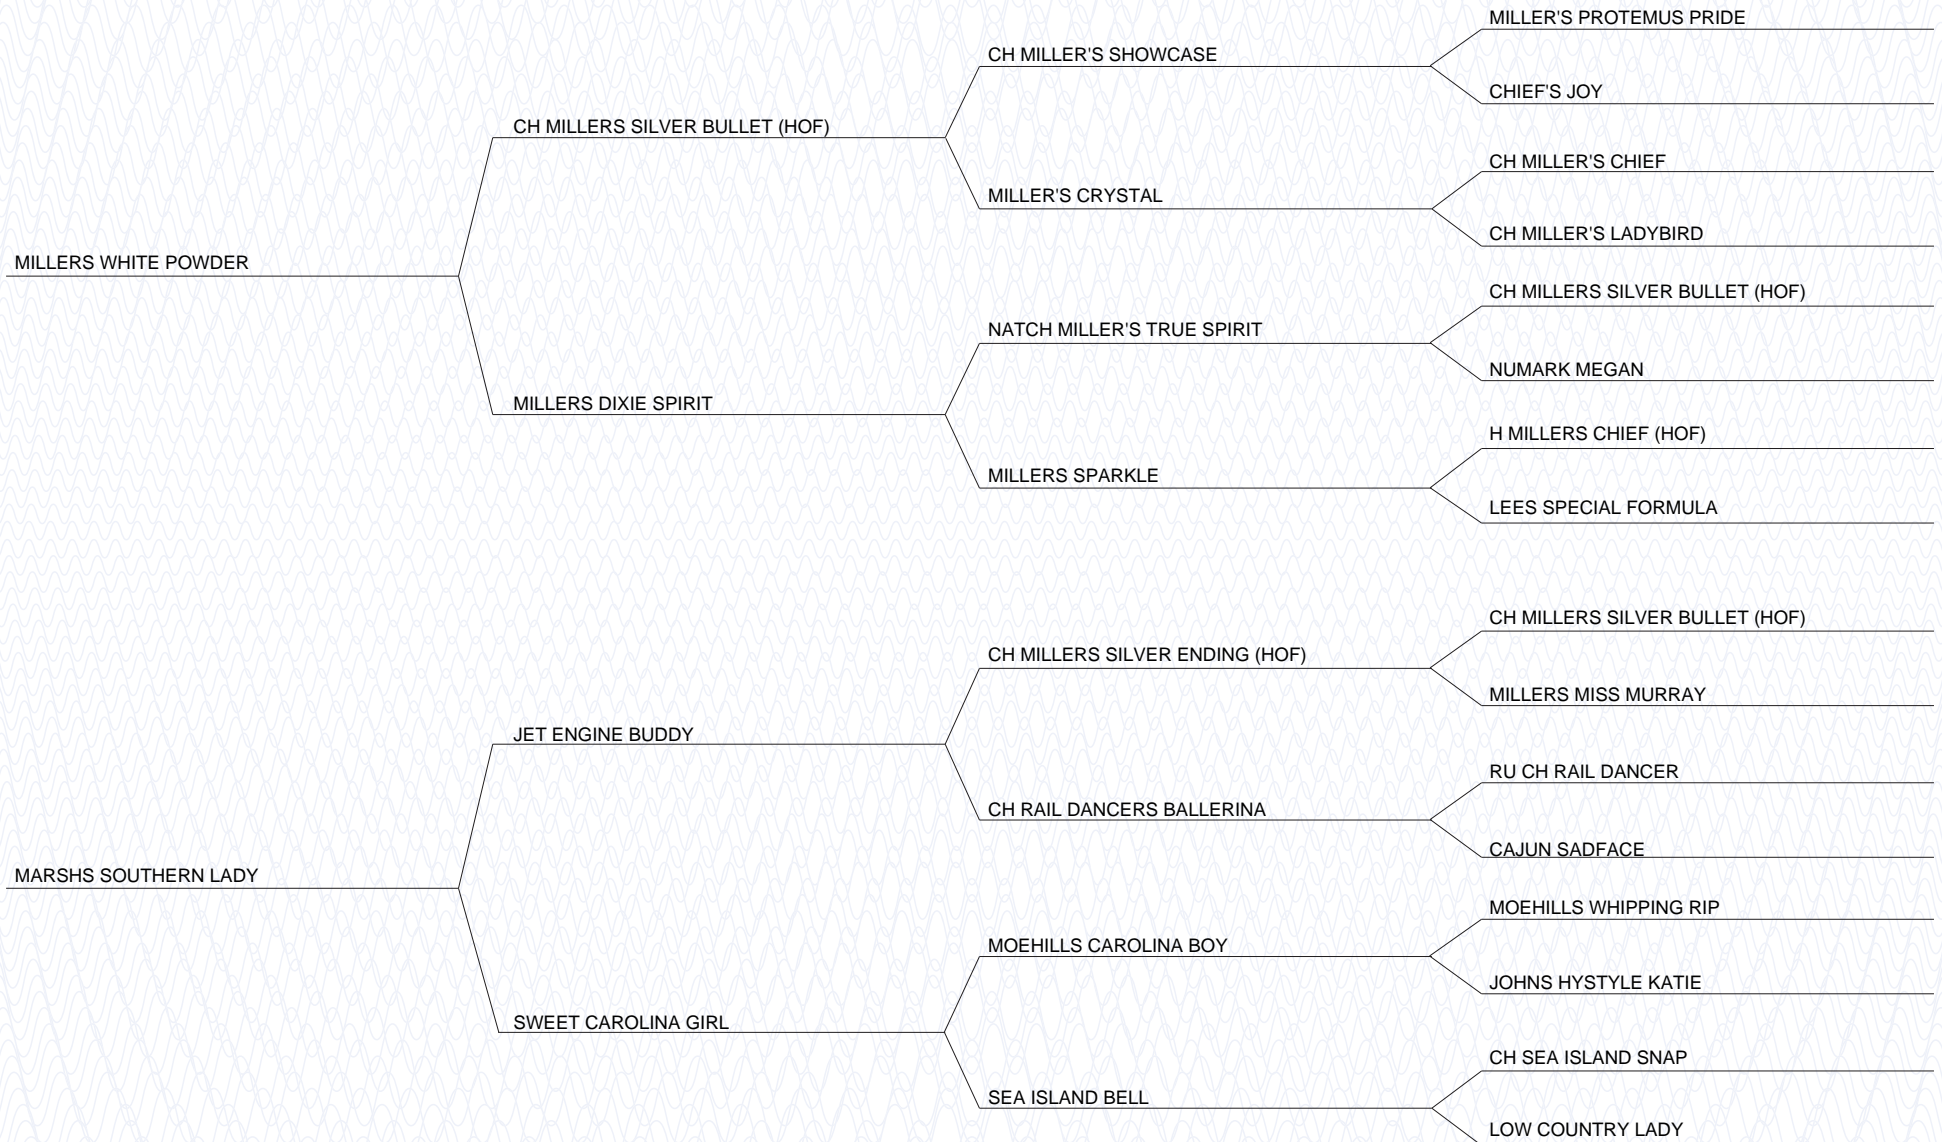 MILLER'S PROTEMUS PRIDE
CH MILLER'S SHOWCASE
CHIEF'S JOY
CH MILLERS SILVER BULLET (HOF)
CH MILLER'S CHIEF
MILLER'S CRYSTAL
CH MILLER'S LADYBIRD
MILLERS WHITE POWDER
CH MILLERS SILVER BULLET (HOF)
NATCH MILLER'S TRUE SPIRIT
NUMARK MEGAN
MILLERS DIXIE SPIRIT
H MILLERS CHIEF (HOF)
MILLERS SPARKLE
LEES SPECIAL FORMULA
CH MILLERS SILVER BULLET (HOF)
CH MILLERS SILVER ENDING (HOF)
MILLERS MISS MURRAY
JET ENGINE BUDDY
RU CH RAIL DANCER
CH RAIL DANCERS BALLERINA
CAJUN SADFACE
MARSHS SOUTHERN LADY
MOEHILLS WHIPPING RIP
MOEHILLS CAROLINA BOY
JOHNS HYSTYLE KATIE
SWEET CAROLINA GIRL
CH SEA ISLAND SNAP
SEA ISLAND BELL
LOW COUNTRY LADY